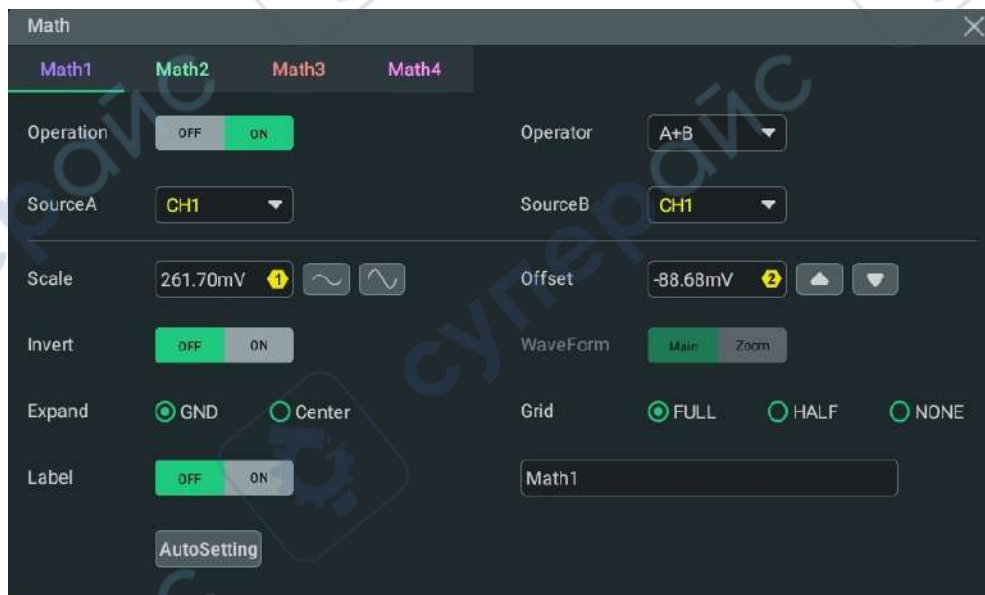 Math
Math1 Math2 Math3 Math4
Operation OFF ON Operator A+B
SourceA CH1 SourceB CH1
Scale 261.70mV 1 Offset -88.68mV 2
Invert OFF ON WaveForm Main Zoom
Expand GND Center Grid FULL HALF NONE
Label OFF ON Math1
AutoSetting
суперайс